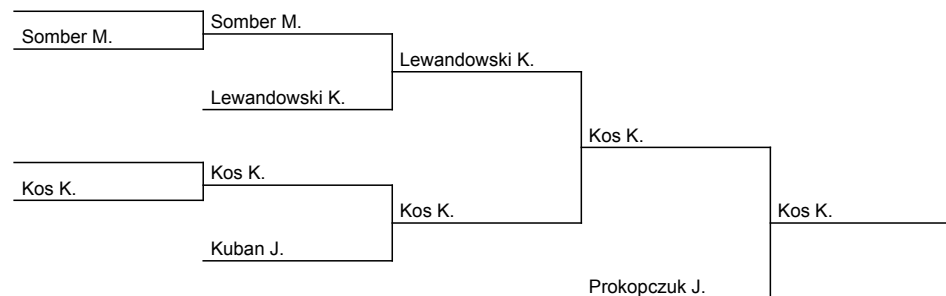 Somber M.
Somber M.
Lewandowski K.
Lewandowski K.
Kos K.
Kos K.
Kos K.
Kos K.
Kos K.
Kuban J.
Prokopczuk J.